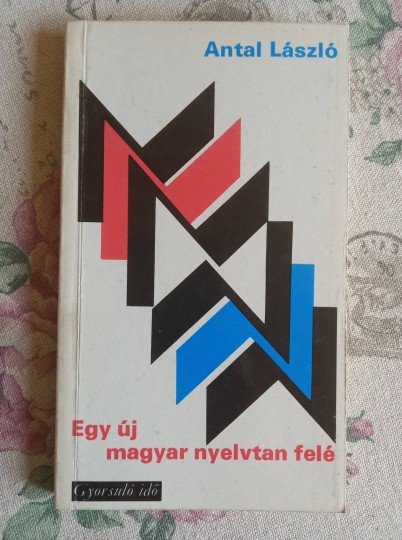 Antal László
Egy új
magyar nyelvtan felé
Gyorsuló idő